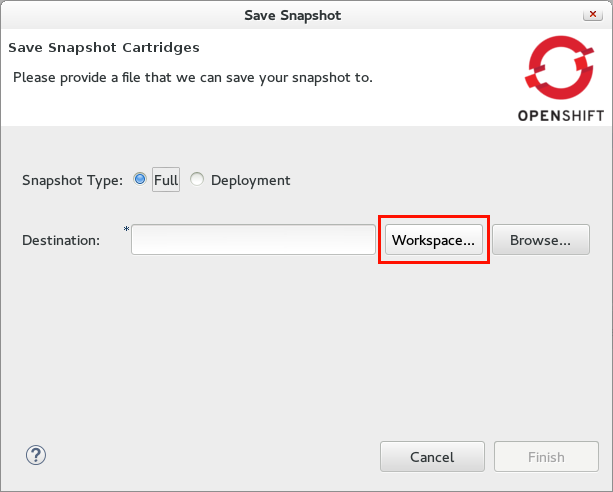 Save Snapshot
Save Snapshot Cartridges
Please provide a file that we can save your snapshot to.
OPENSHIFT
Snapshot Type: Full Deployment
Destination: * Workspace... Browse...
? Cancel Finish